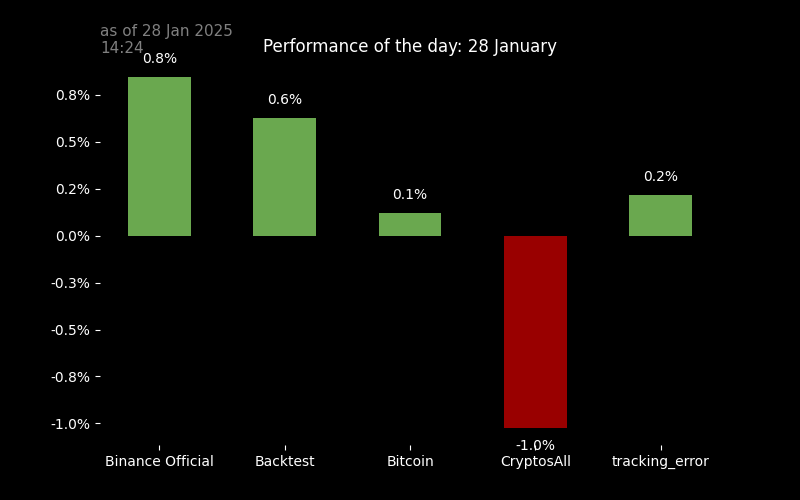 as of 28 Jan 2025
14:24
Performance of the day: 28 January
0.8%
0.6%
0.1%
-1.0%
0.2%
0.8%
0.5%
0.2%
0.0%
-0.3%
-0.5%
-0.8%
-1.0%
Binance Official
Backtest
Bitcoin
CryptosAll
tracking_error